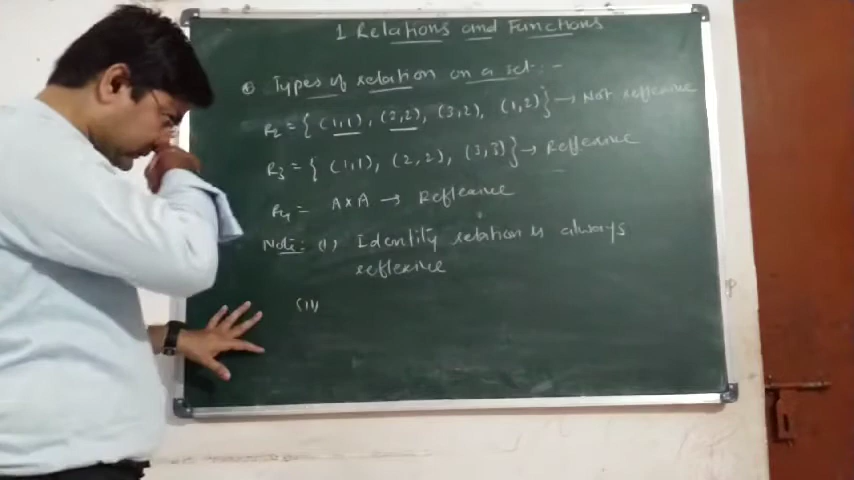 1 Relations and Functions
* Types of relation on a set :-
R2 = { (1,1), (2,2), (3,2), (1,2) } → Not reflexive
R3 = { (1,1), (2,2), (3,3) } → Reflexive
R4 = A×A → Reflexive
Note: (i) Identity relation is always
reflexive
(ii)